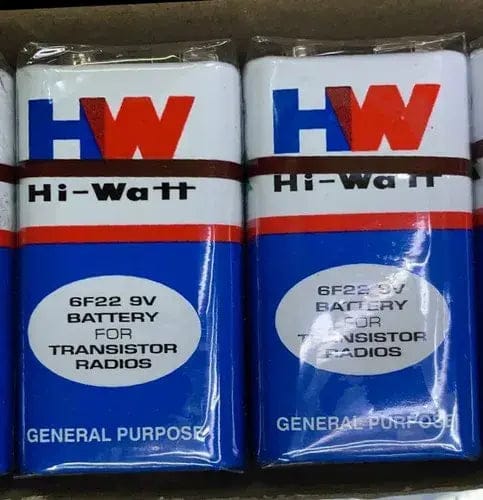 HW
Hi-Watt
6F22 9V
BATTERY
FOR
TRANSISTOR
RADIOS
GENERAL PURPOSE
HW
Hi-Watt
6F22 9V
BATTERY
FOR
TRANSISTOR
RADIOS
GENERAL PURPOSE